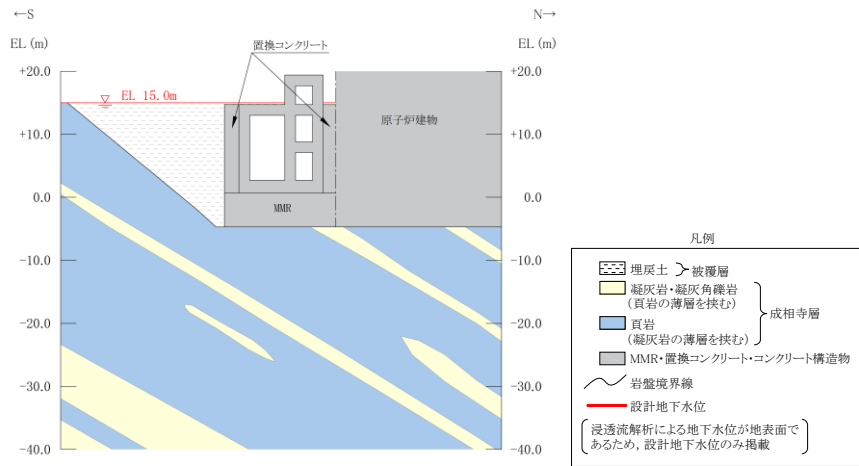 ←S
N→
EL (m)
EL (m)
置換コンクリート
+20.0
+20.0
EL 15.0m
+10.0
+10.0
原子炉建物
0.0
0.0
MMR
-10.0
-10.0
-20.0
-20.0
-30.0
-30.0
-40.0
-40.0
凡例
埋戻土
被覆層
凝灰岩・凝灰角礫岩
(頁岩の薄層を挟む)
成相寺層
頁岩
(凝灰岩の薄層を挟む)
MMR・置換コンクリート・コンクリート構造物
岩盤境界線
設計地下水位
浸透流解析による地下水位が地表面で
あるため, 設計地下水位のみ掲載